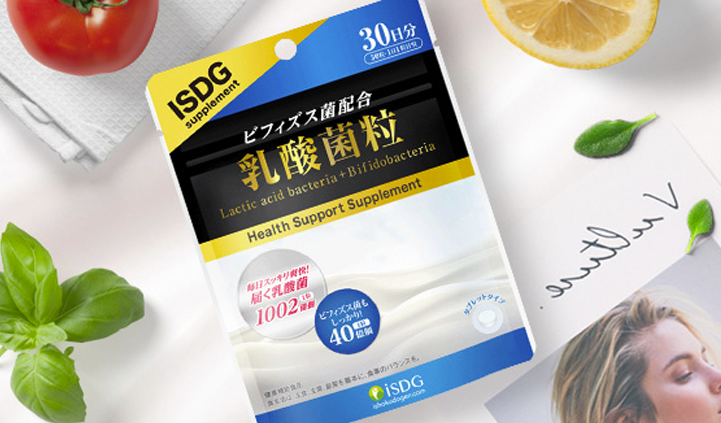 30日分
ISDG
supplement
ビフィズス菌配合
乳酸菌粒
Lactic acid bacteria+Bifidobacteria
Health Support Supplement
毎日スッキリ爽快!
届く乳酸菌
1002
ビフィズス菌も
しっかり!
40
億個
タブレットタイプ
iSDG
ishokudogen.com